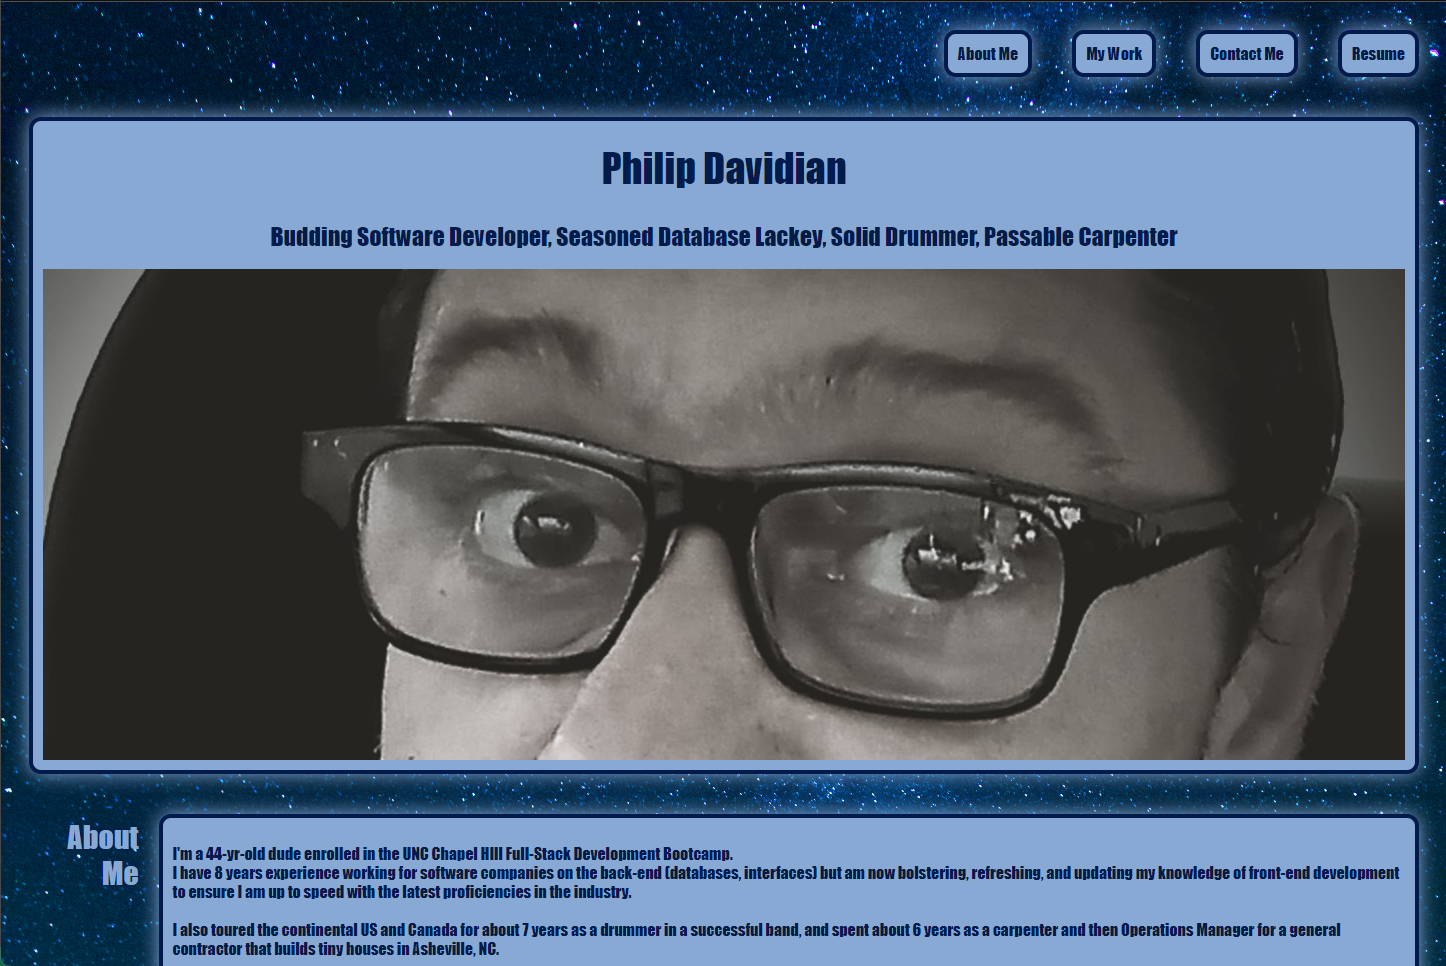 About Me
My Work
Contact Me
Resume
Philip Davidian
Budding Software Developer, Seasoned Database Lackey, Solid Drummer, Passable Carpenter
About
Me
I'm a 44-yr-old dude enrolled in the UNC Chapel HIll Full-Stack Development Bootcamp.
I have 8 years experience working for software companies on the back-end (databases, interfaces) but am now bolstering, refreshing, and updating my knowledge of front-end development
to ensure I am up to speed with the latest proficiencies in the industry.
I also toured the continental US and Canada for about 7 years as a drummer in a successful band, and spent about 6 years as a carpenter and then Operations Manager for a general
contractor that builds tiny houses in Asheville, NC.